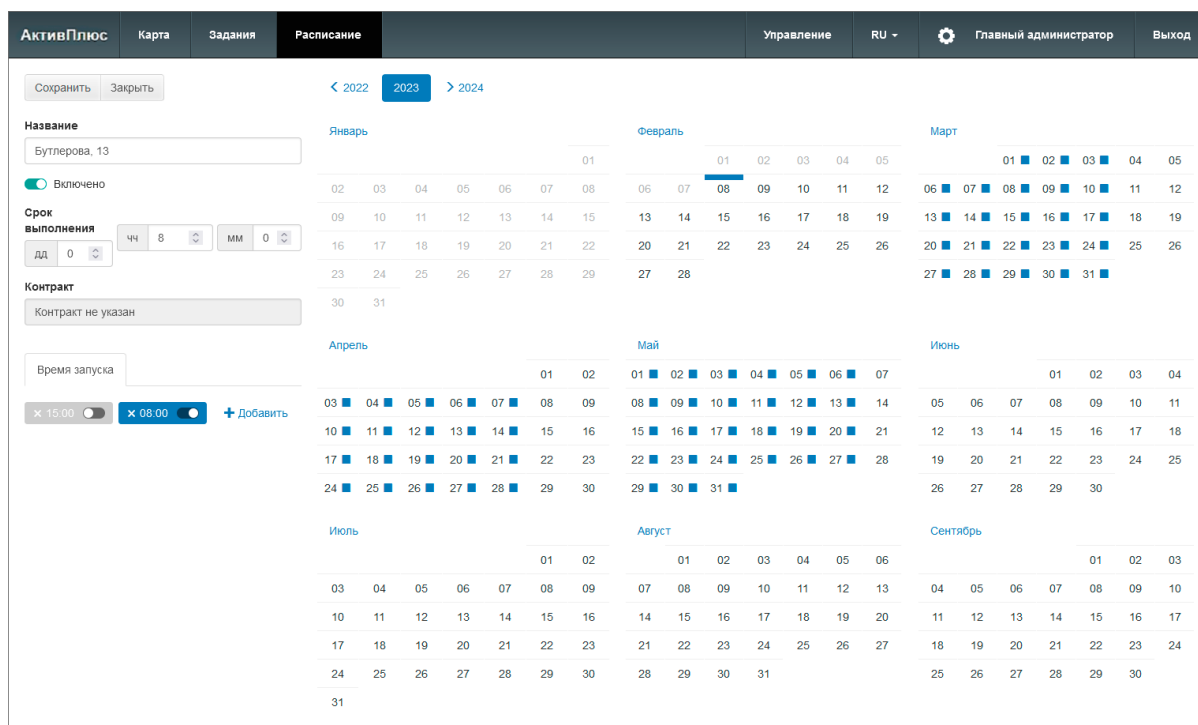 АктивПлюс Карта Задания Расписание Управление RU Главный администратор Выход
Сохранить Закрыть
2022 2023 2024
Название
Бутлерова, 13
Включено
Срок
выполнения
чч 8 мм 0
дд 0
Контракт
Контракт не указан
Время запуска
× 15:00 × 08:00 + Добавить
Январь
01
02 03 04 05 06 07 08
09 10 11 12 13 14 15
16 17 18 19 20 21 22
23 24 25 26 27 28 29
30 31
Февраль
01 02 03 04 05
06 07 08 09 10 11 12
13 14 15 16 17 18 19
20 21 22 23 24 25 26
27 28
Март
01 02 03 04 05
06 07 08 09 10 11 12
13 14 15 16 17 18 19
20 21 22 23 24 25 26
27 28 29 30 31
Апрель
01 02
03 04 05 06 07 08 09
10 11 12 13 14 15 16
17 18 19 20 21 22 23
24 25 26 27 28 29 30
Май
01 02 03 04 05 06 07
08 09 10 11 12 13 14
15 16 17 18 19 20 21
22 23 24 25 26 27 28
29 30 31
Июнь
01 02 03 04
05 06 07 08 09 10 11
12 13 14 15 16 17 18
19 20 21 22 23 24 25
26 27 28 29 30
Июль
01 02
03 04 05 06 07 08 09
10 11 12 13 14 15 16
17 18 19 20 21 22 23
24 25 26 27 28 29 30
31
Август
01 02 03 04 05 06
07 08 09 10 11 12 13
14 15 16 17 18 19 20
21 22 23 24 25 26 27
28 29 30 31
Сентябрь
01 02 03
04 05 06 07 08 09 10
11 12 13 14 15 16 17
18 19 20 21 22 23 24
25 26 27 28 29 30